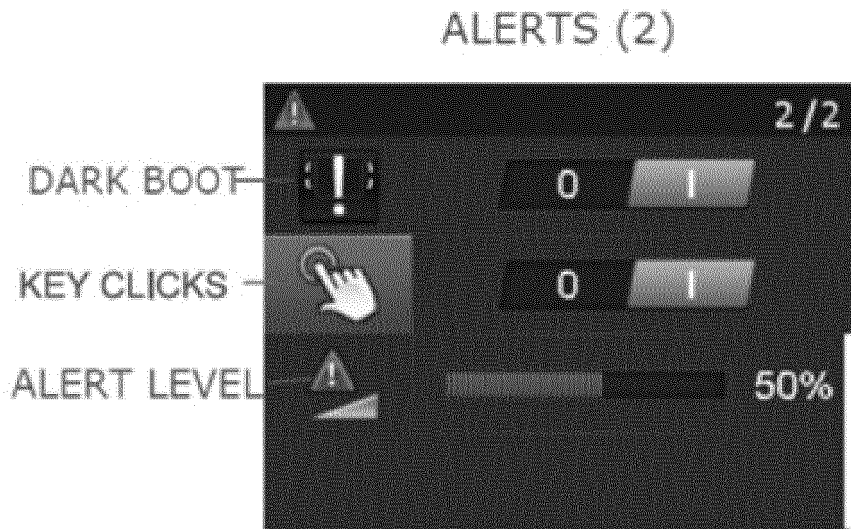 ALERTS (2)
2/2
DARK BOOT ! 0 I
KEY CLICKS 0 I
ALERT LEVEL 50%